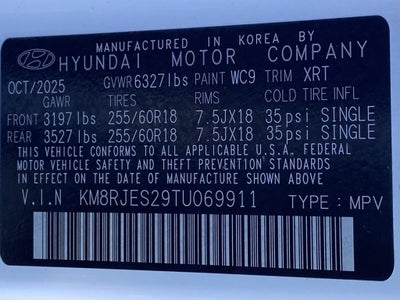 MANUFACTURED IN KOREA BY
HYUNDAI MOTOR COMPANY
OCT/2025 GVWR 6327lbs PAINT WC9 TRIM XRT
GAWR TIRES RIMS COLD TIRE INFL
FRONT 3197lbs 255/60R18 7.5JX18 35psi SINGLE
REAR 3527lbs 255/60R18 7.5JX18 35psi SINGLE
THIS VEHICLE CONFORMS TO ALL APPLICABLE U.S.A. FEDERAL
MOTOR VEHICLE SAFETY AND THEFT PREVENTION STANDARDS
IN EFFECT ON THE DATE OF MANUFACTURE SHOWN ABOVE.
V.I.N KM8RJES29TU069911 TYPE: MPV